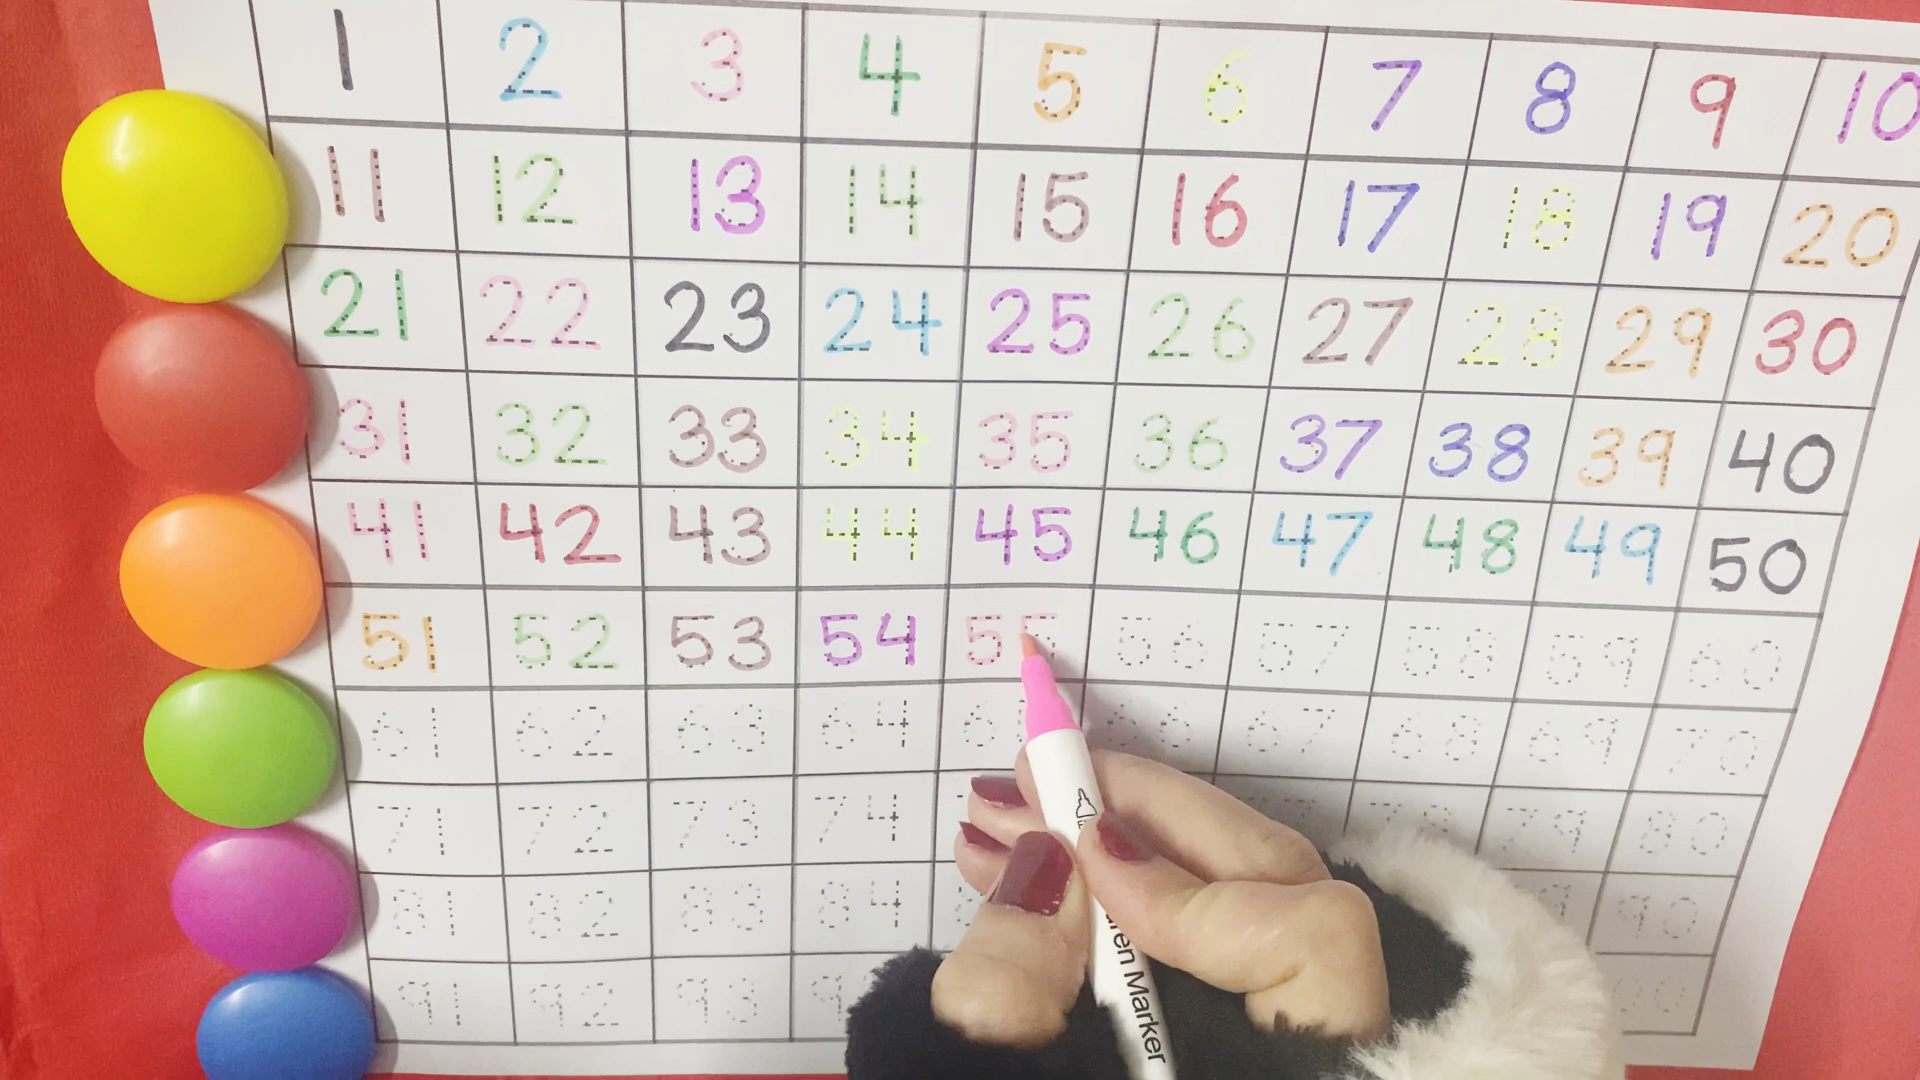 1 2 3 4 5 6 7 8 9 10
11 12 13 14 15 16 17 18 19 20
21 22 23 24 25 26 27 28 29 30
31 32 33 34 35 36 37 38 39 40
41 42 43 44 45 46 47 48 49 50
51 52 53 54 55 56 57 58 59 60
61 62 63 64 66 67 68 69 70
71 72 73 74 79 80
81 82 83 84 90
91 92 93
Marker